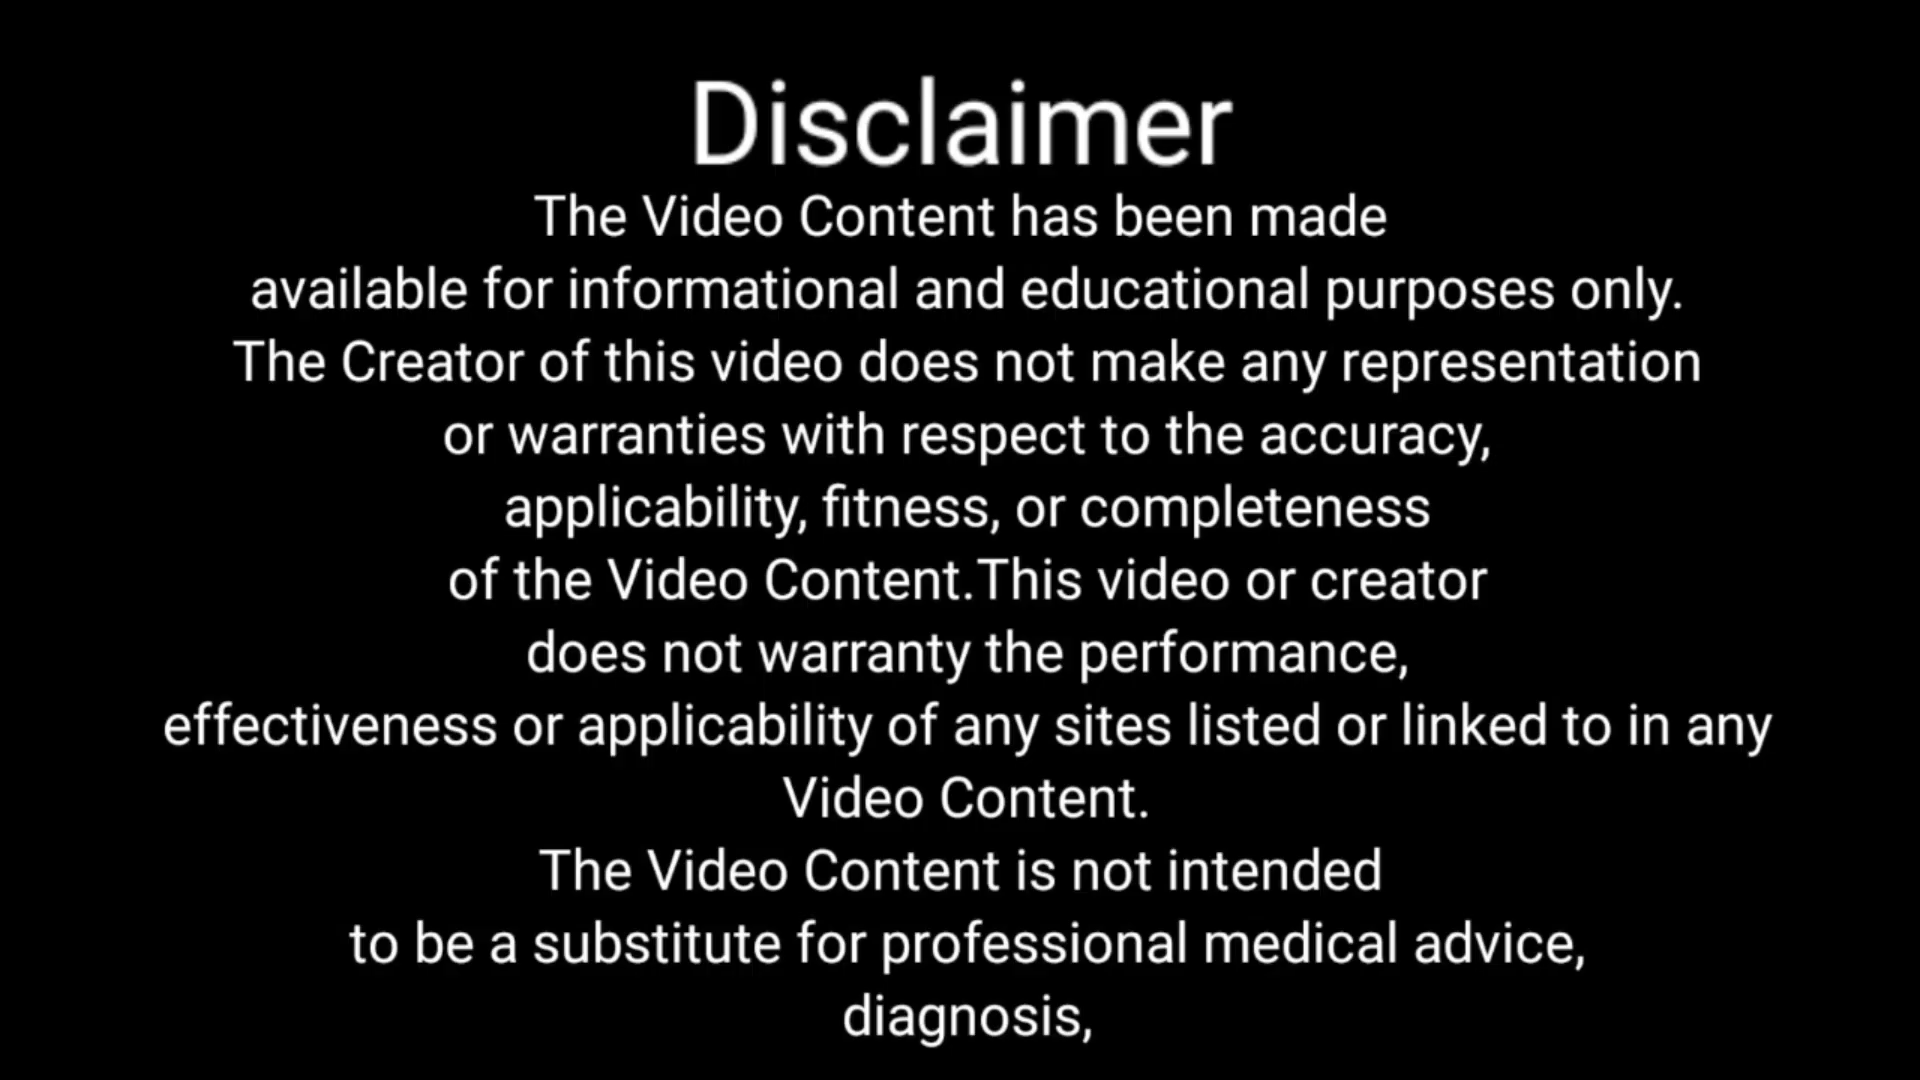 Disclaimer
The Video Content has been made
available for informational and educational purposes only.
The Creator of this video does not make any representation
or warranties with respect to the accuracy,
applicability, fitness, or completeness
of the Video Content.This video or creator
does not warranty the performance,
effectiveness or applicability of any sites listed or linked to in any
Video Content.
The Video Content is not intended
to be a substitute for professional medical advice,
diagnosis,